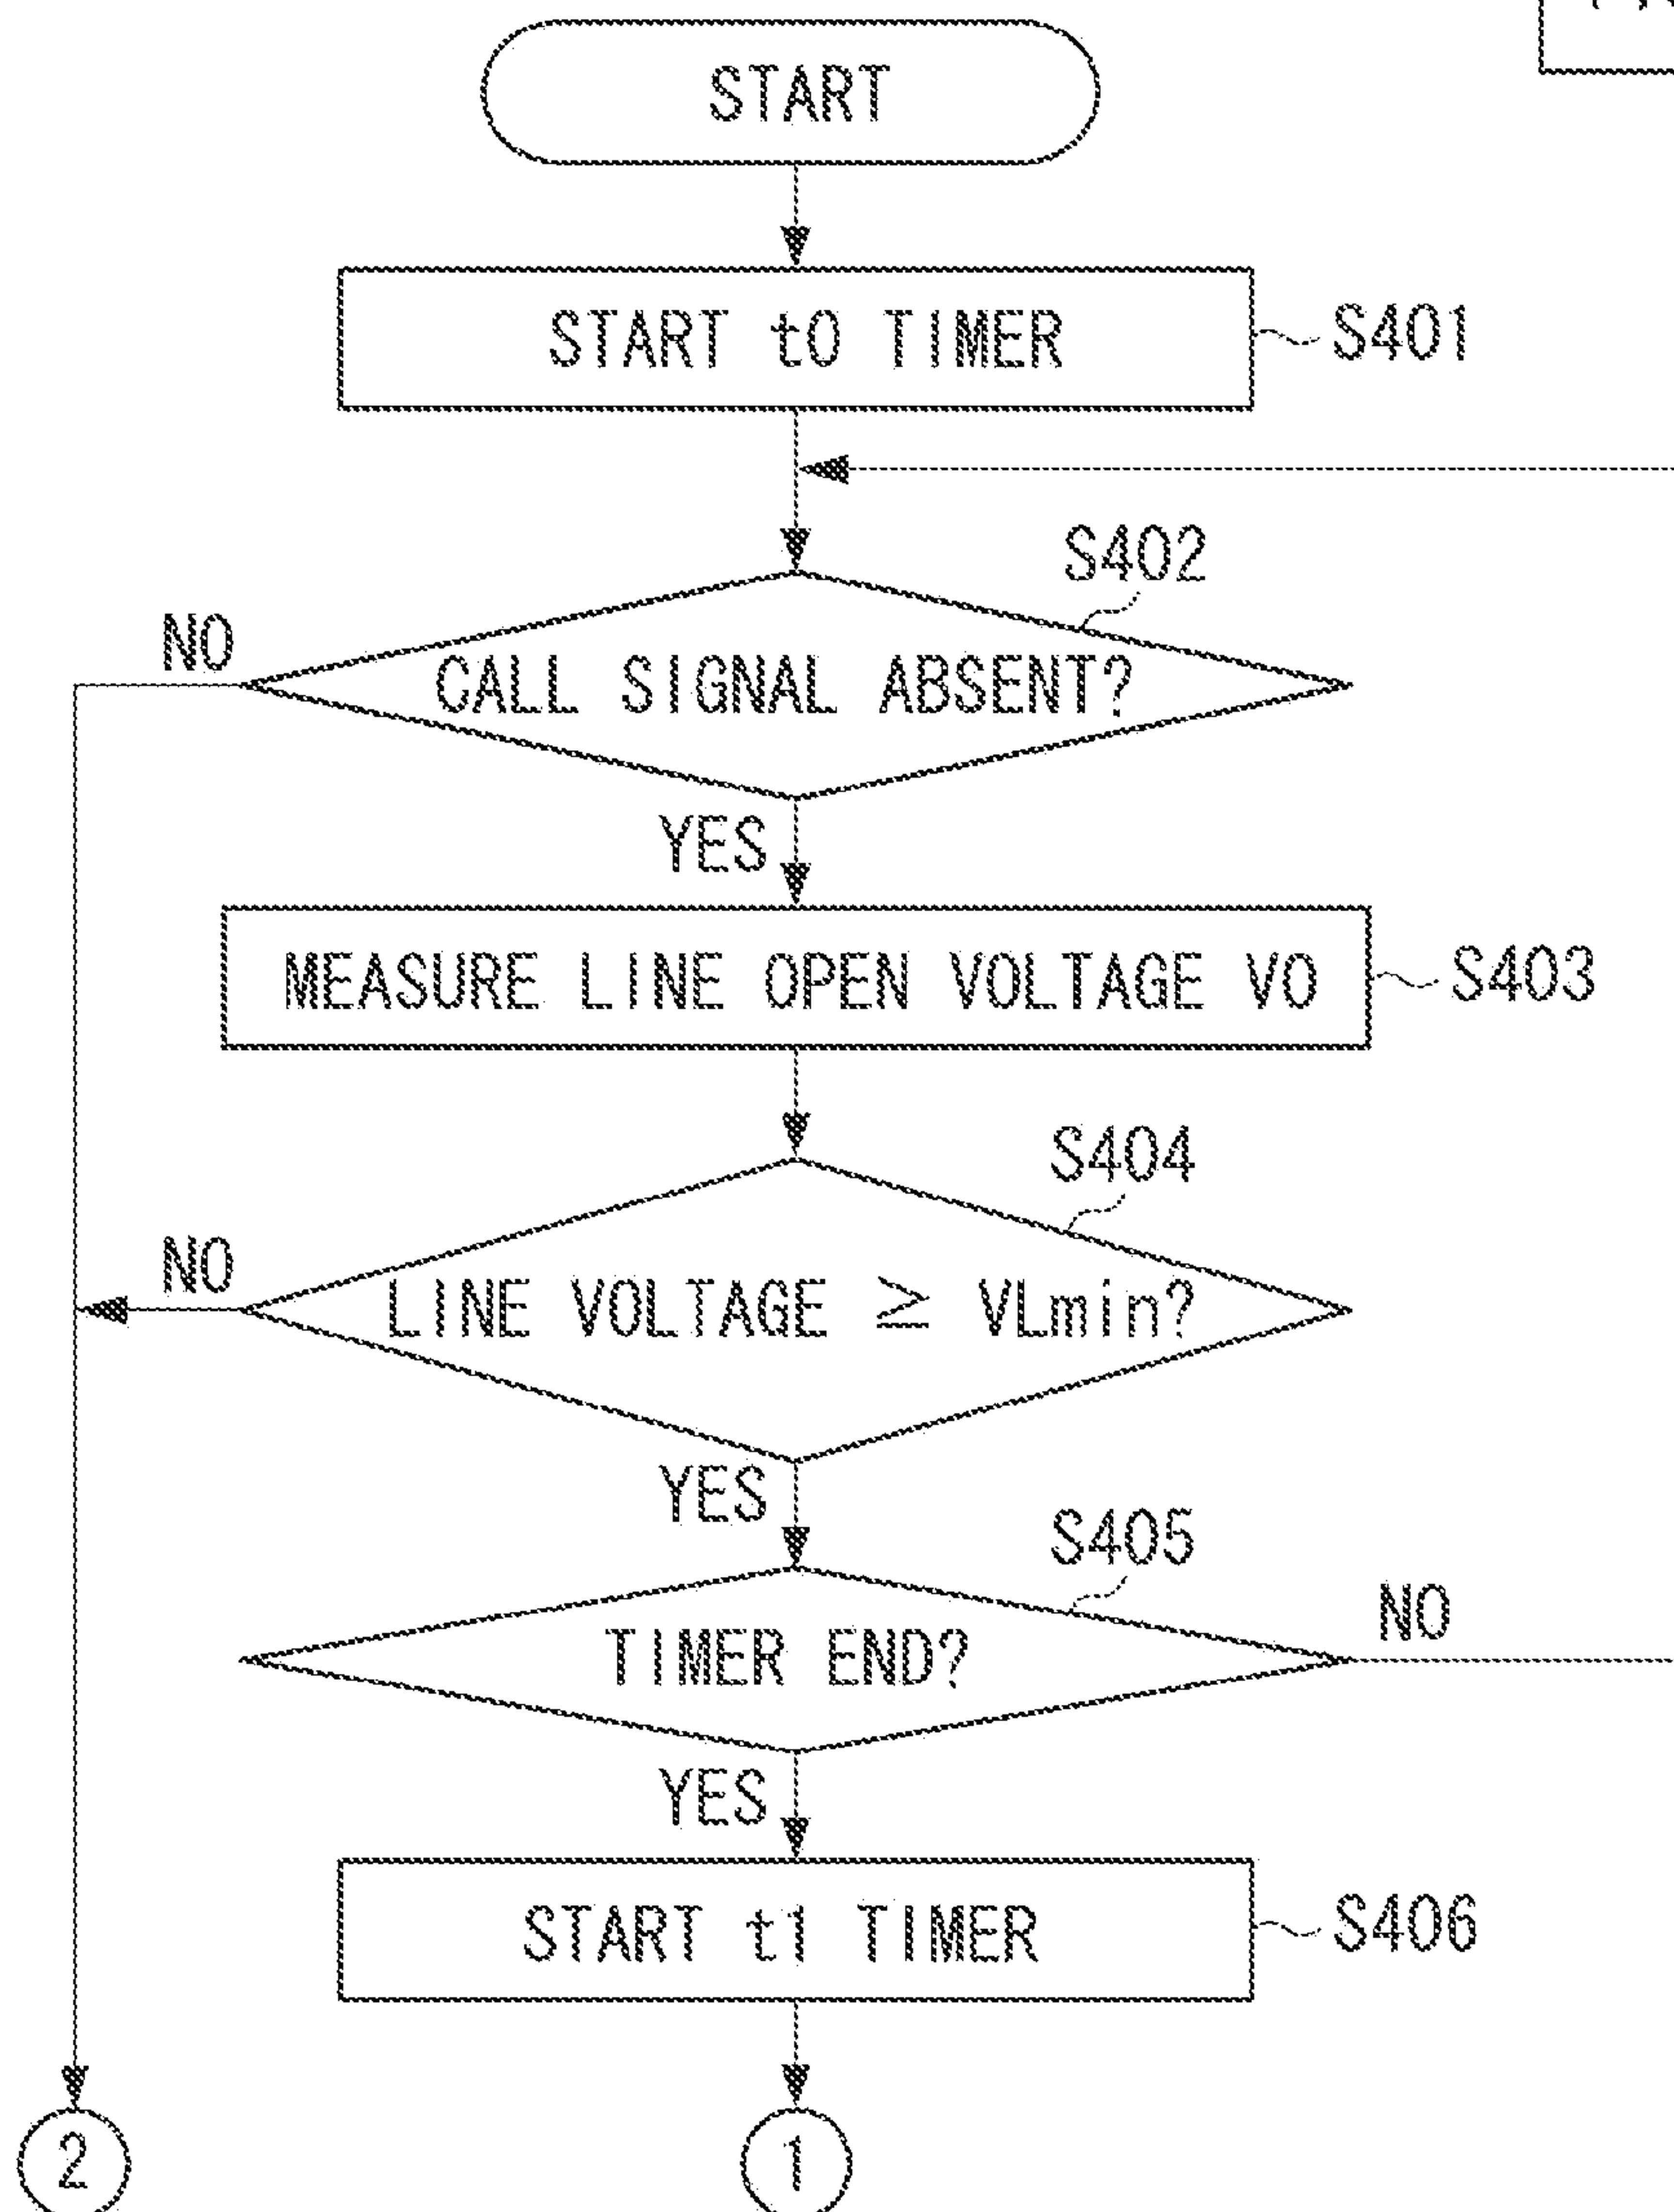 START
START t0 TIMER
S401
S402
NO
CALL SIGNAL ABSENT?
YES
MEASURE LINE OPEN VOLTAGE V0
S403
S404
NO
LINE VOLTAGE ≥ VLmin?
YES
S405
NO
TIMER END?
YES
START t1 TIMER
S406
2
1